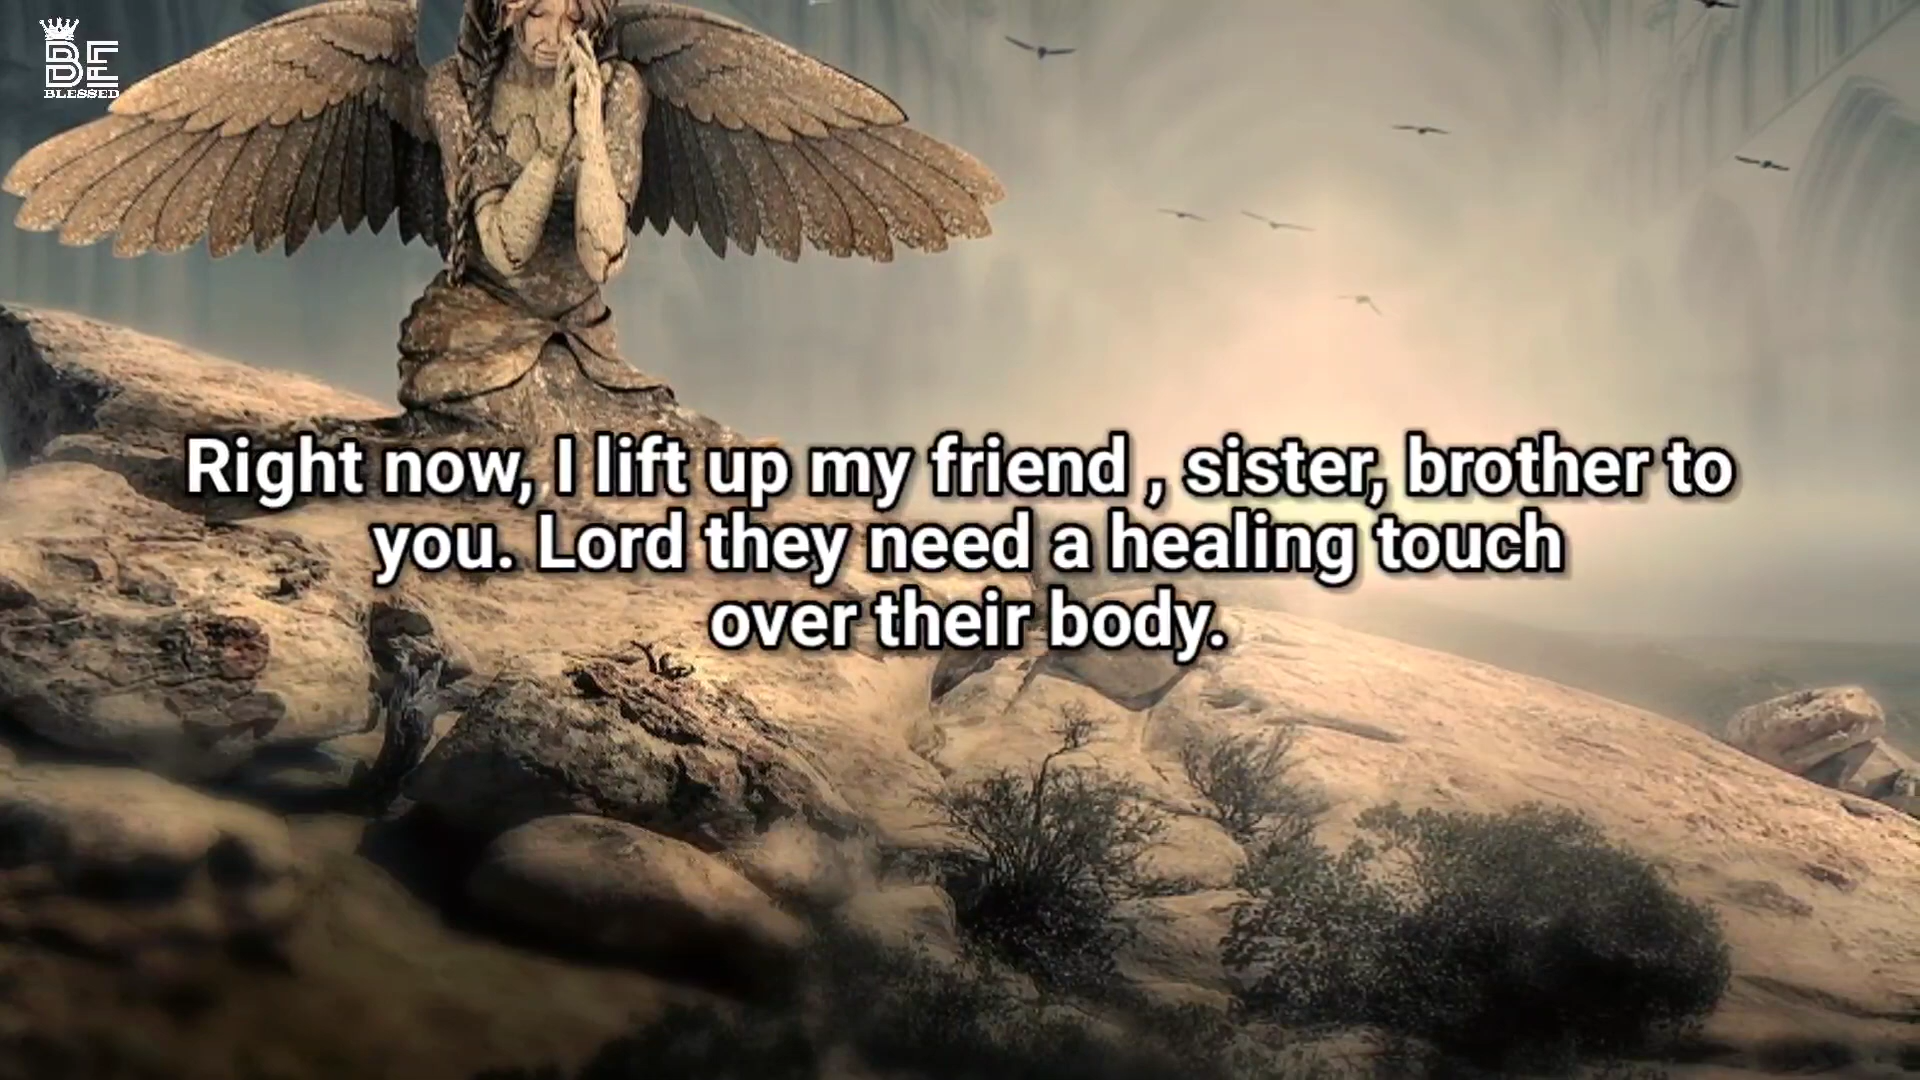 BE
BLESSED
Right now, I lift up my friend , sister, brother to
you. Lord they need a healing touch
over their body.